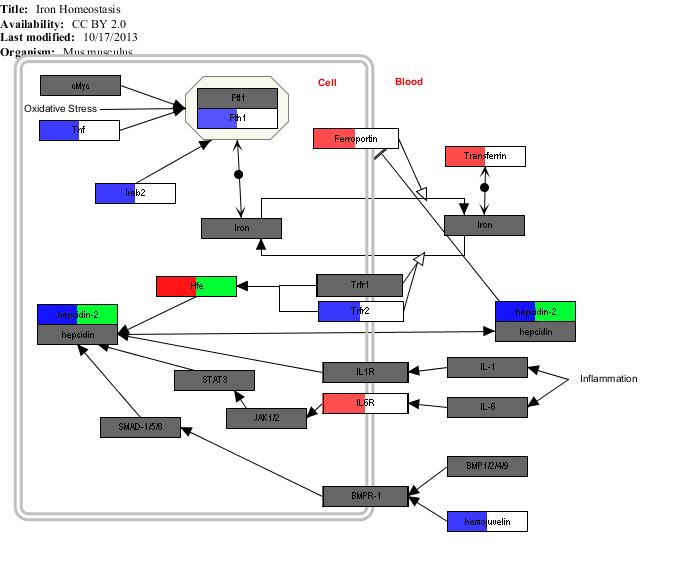 Title: Iron Homeostasis
Availability: CC BY 2.0
Last modified: 10/17/2013
Organism: Mus musculus
Cell
Blood
cMyc
Ftl1
Oxidative Stress
Fth1
Tnf
Ferroportin
Transferrin
Ireb2
Iron
Iron
Hfe
Trfr1
Tfr2
hepcidin-2
hepcidin
hepcidin-2
hepcidin
IL1R
IL-1
STAT3
Inflammation
IL6R
IL-6
JAK1/2
SMAD-1/5/8
BMP1/2/4/9
BMPR-1
hemojuvelin